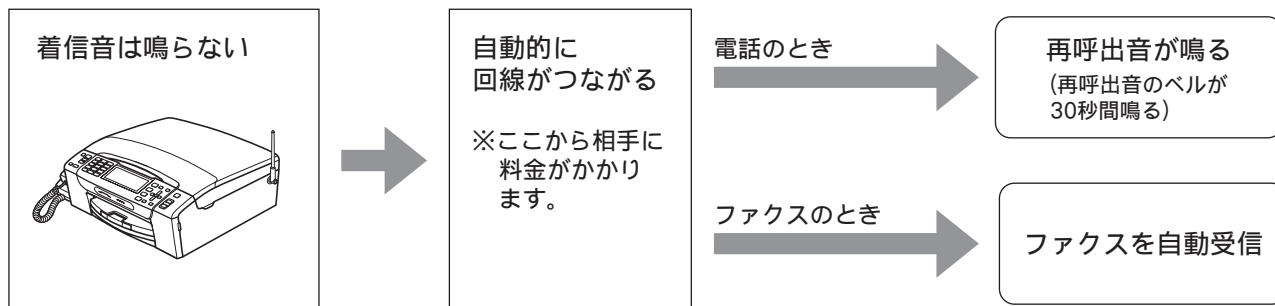 着信音は鳴らない
自動的に
回線がつながる
※ここから相手に
料金がかかり
ます。
電話のとき
再呼出音が鳴る
(再呼出音のベルが
30秒間鳴る)
ファクスのとき
ファクスを自動受信